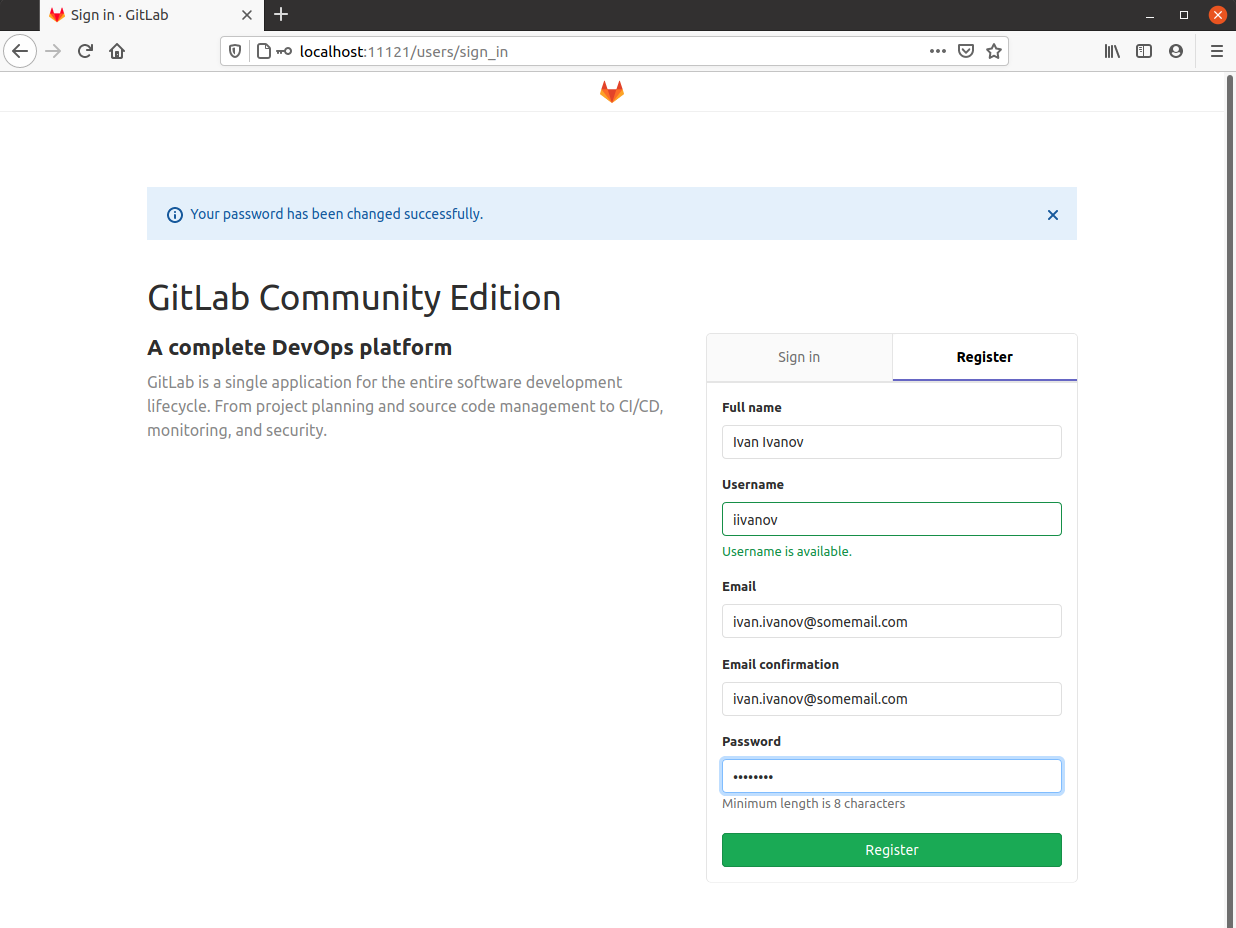 Sign in · GitLab
localhost:11121/users/sign_in
Your password has been changed successfully.
GitLab Community Edition
A complete DevOps platform
GitLab is a single application for the entire software development
lifecycle. From project planning and source code management to CI/CD,
monitoring, and security.
Sign in
Register
Full name
Ivan Ivanov
Username
iivanov
Username is available.
Email
ivan.ivanov@somemail.com
Email confirmation
ivan.ivanov@somemail.com
Password
••••••••
Minimum length is 8 characters
Register